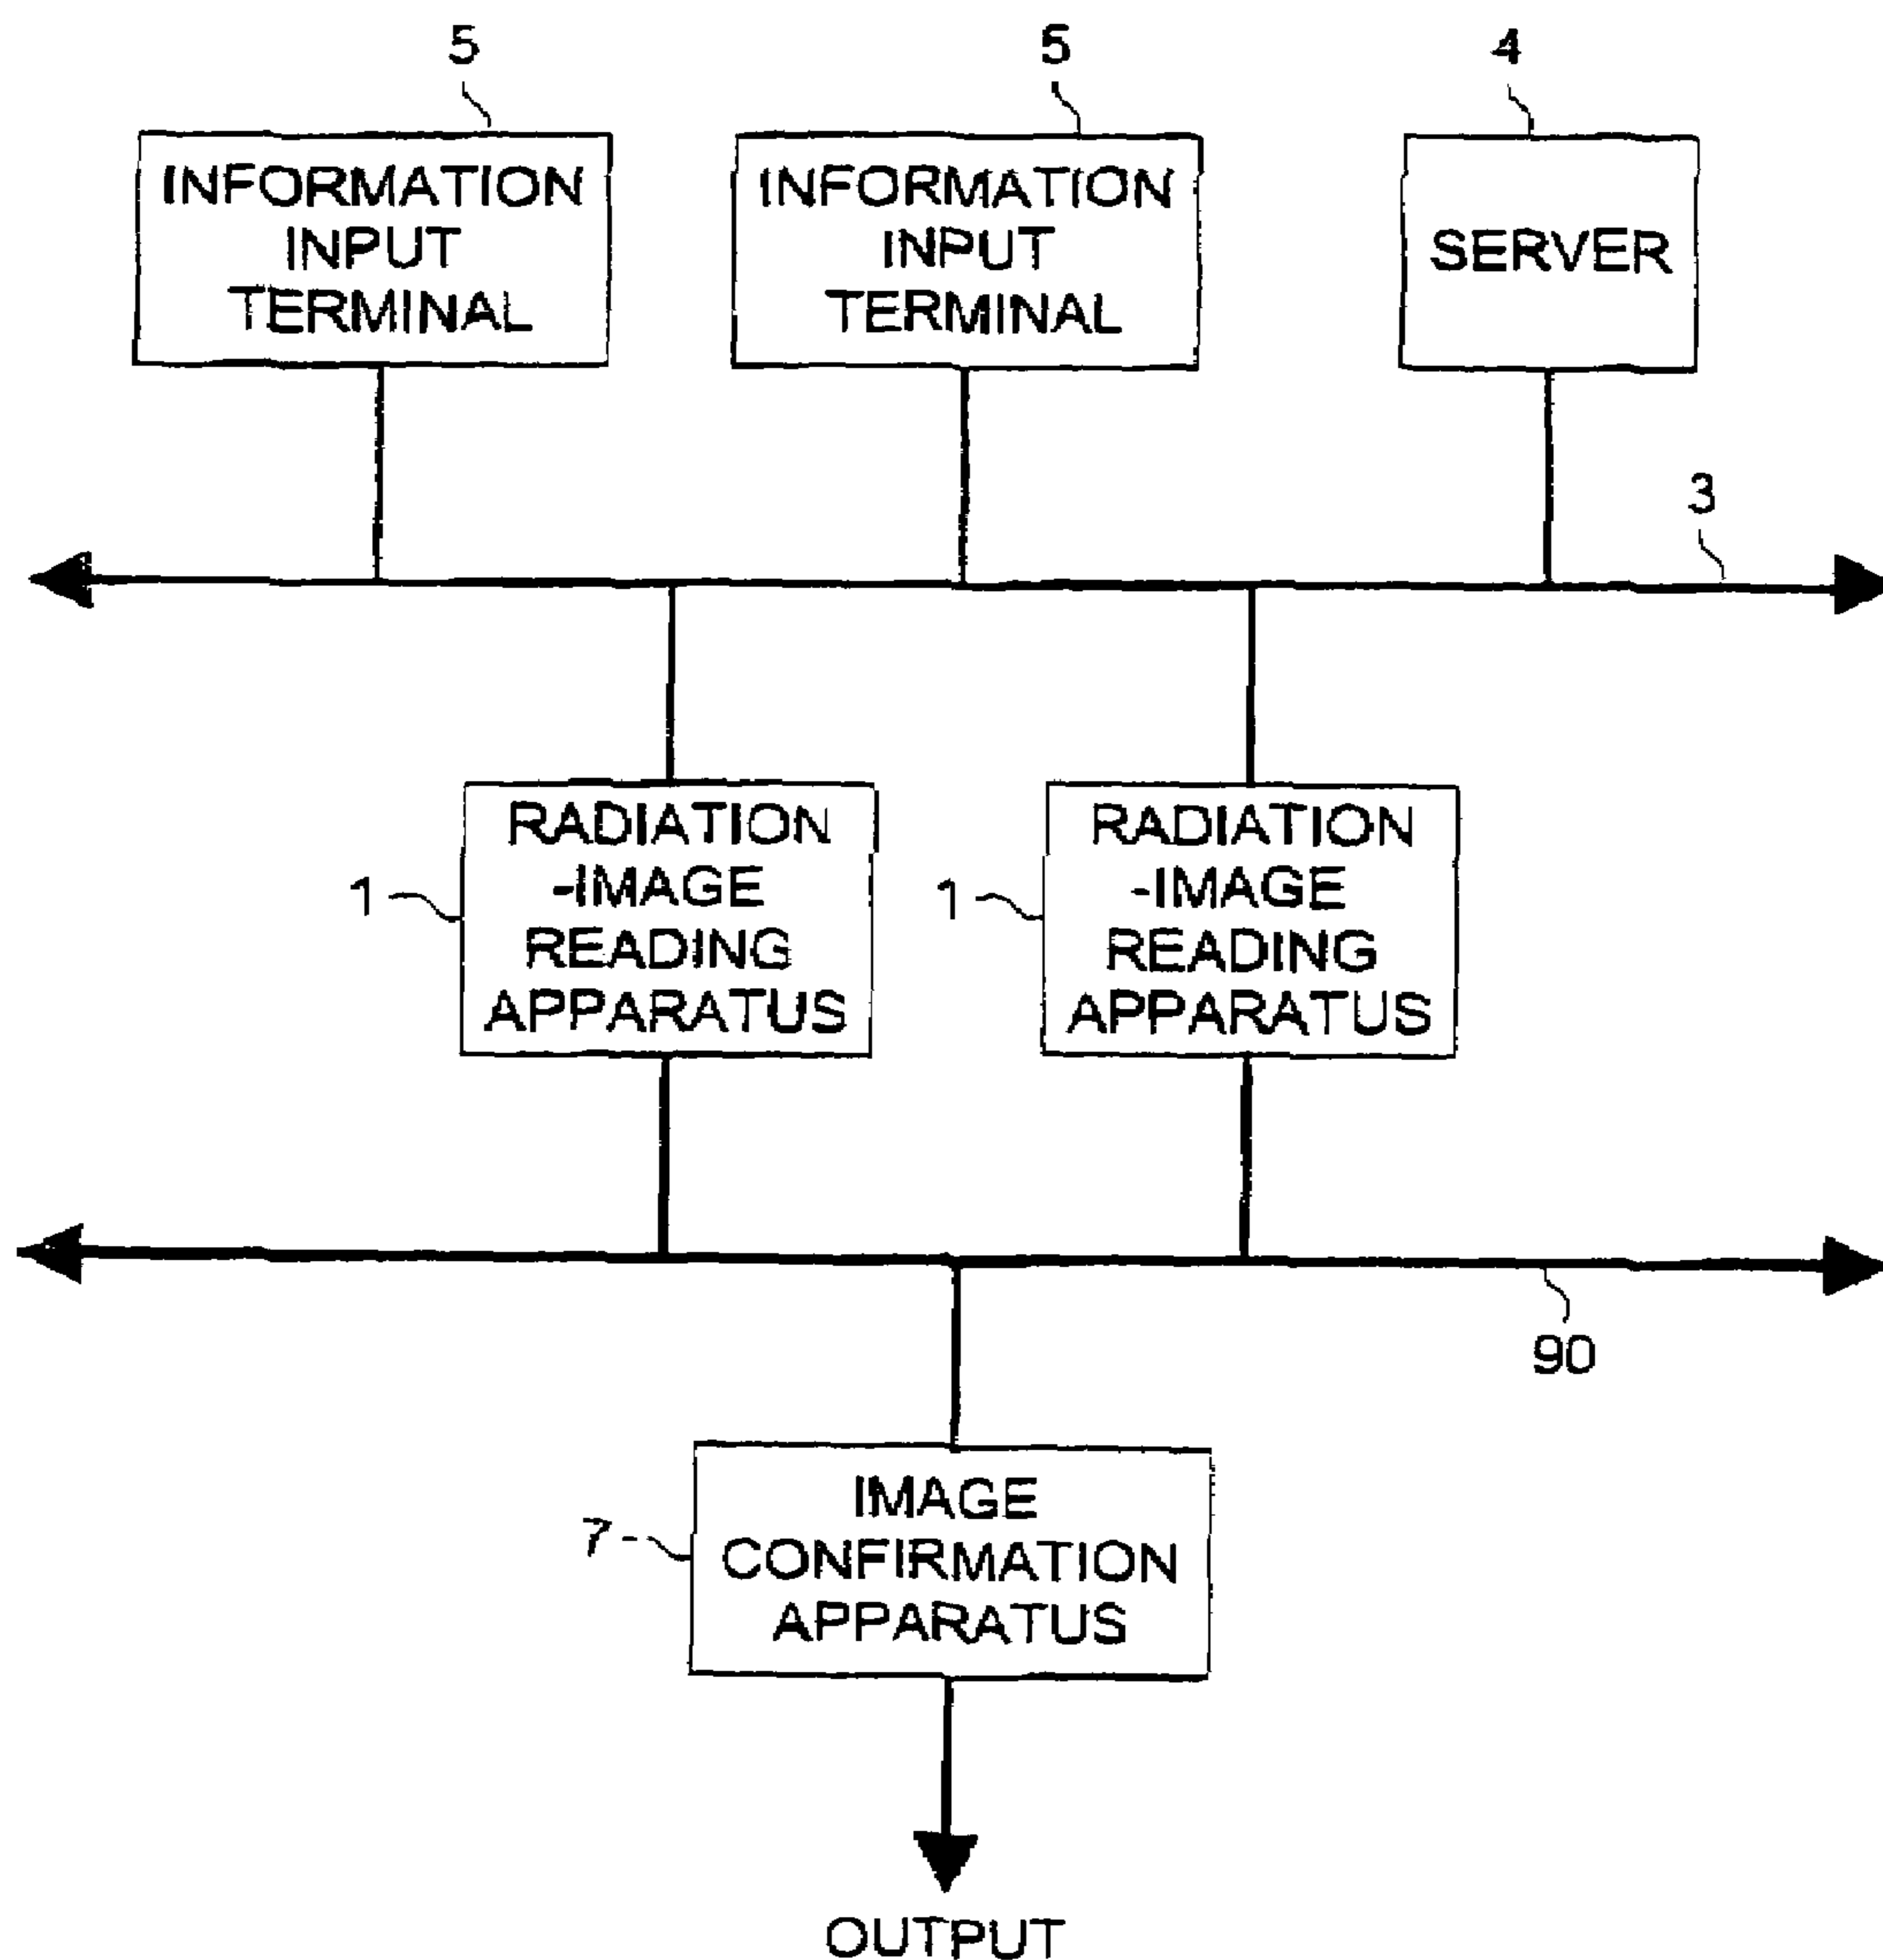 5
5
4
INFORMATION
INPUT
TERMINAL
INFORMATION
INPUT
TERMINAL
SERVER
3
1
RADIATION
-IMAGE
READING
APPARATUS
1
RADIATION
-IMAGE
READING
APPARATUS
90
7
IMAGE
CONFIRMATION
APPARATUS
OUTPUT